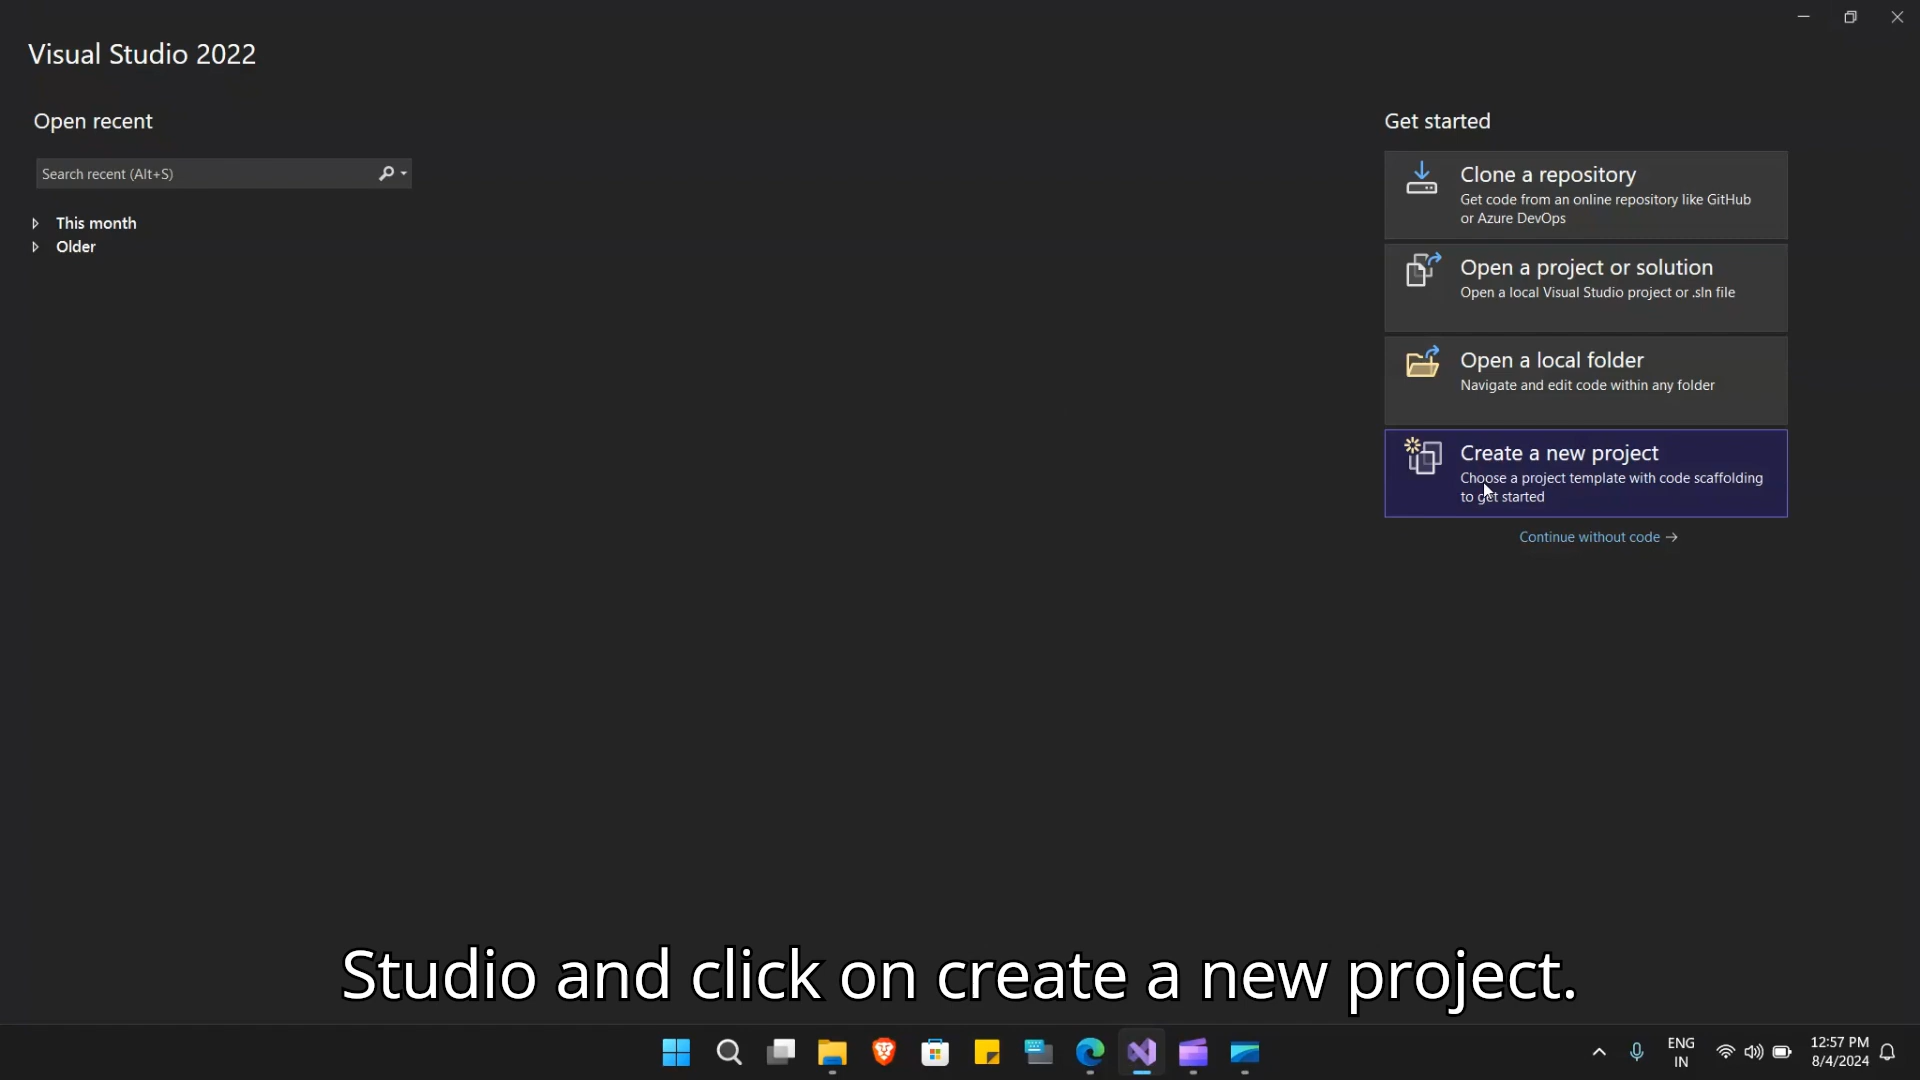 Visual Studio 2022
Open recent
Search recent (Alt+S)
This month
Older
Get started
Clone a repository
Get code from an online repository like GitHub
or Azure DevOps
Open a project or solution
Open a local Visual Studio project or .sln file
Open a local folder
Navigate and edit code within any folder
Create a new project
Choose a project template with code scaffolding
to get started
Continue without code →
Studio and click on create a new project.
ENG
IN
12:57 PM
8/4/2024